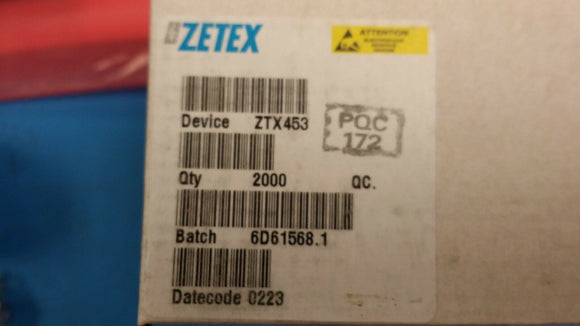 ZETEX
ATTENTION
Device ZTX453
PQC
172
Qty 2000 QC.
Batch 6D61568.1
Datecode 0223